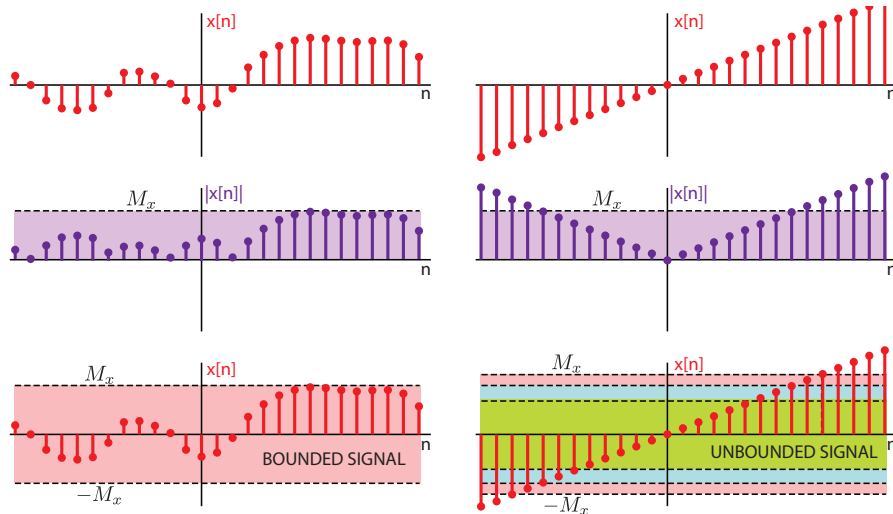 x[n]
n
x[n]
n
M_x
|x[n]|
n
M_x
|x[n]|
n
M_x
x[n]
n
BOUNDED SIGNAL
-M_x
M_x
x[n]
n
UNBOUNDED SIGNAL
-M_x